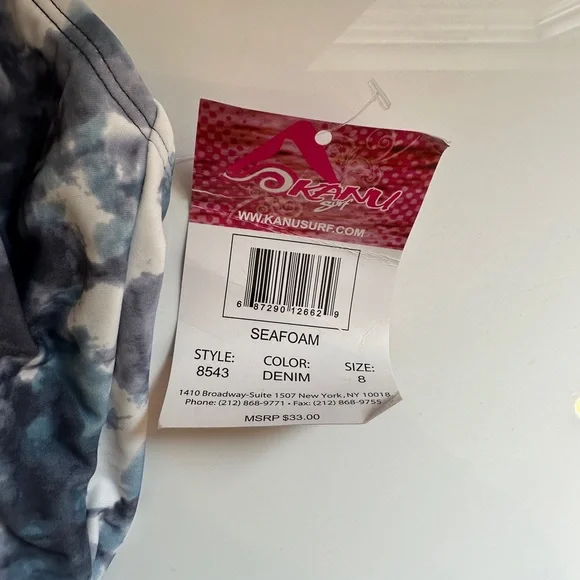 KANU
Surf
WWW.KANUSURF.COM
6 87290 12662 9
SEAFOAM
STYLE: COLOR: SIZE:
8543 DENIM 8
1410 Broadway-Suite 1507 New York, NY 10018
Phone: (212) 868-9771 - Fax: (212) 868-9755
MSRP $33.00